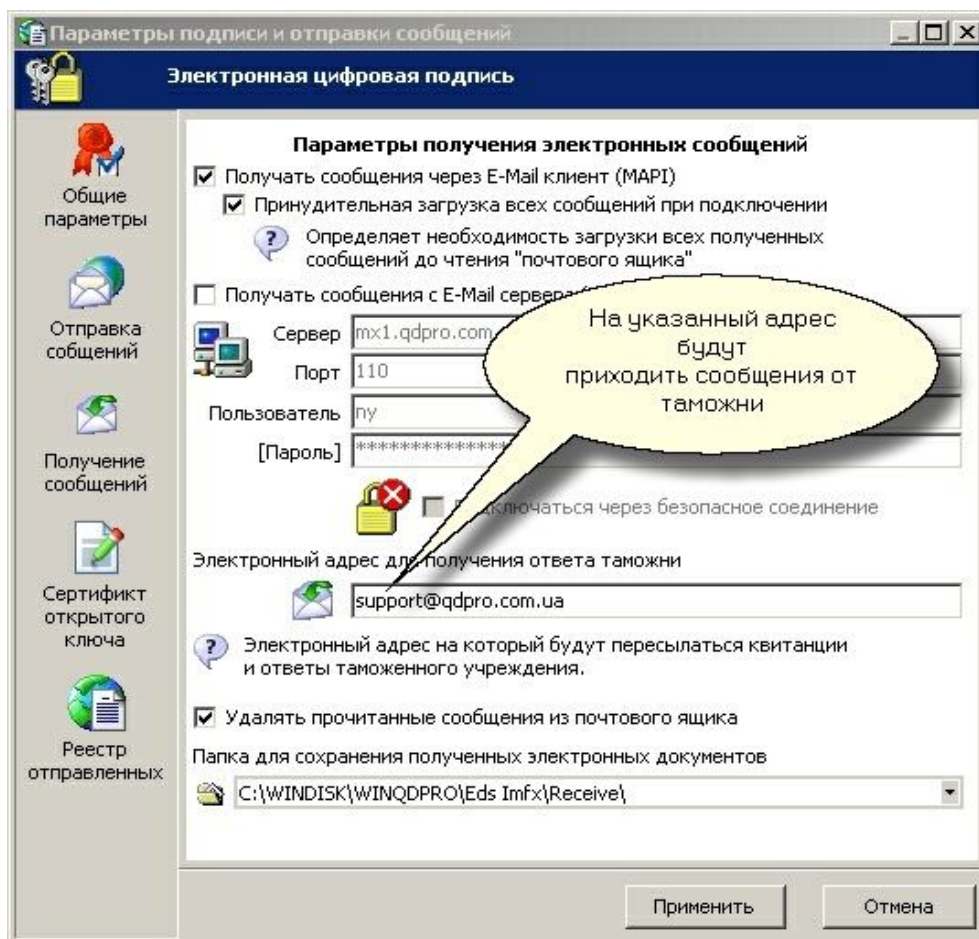 Параметры подписи и отправки сообщений
Электронная цифровая подпись
Общие
параметры
Отправка
собщений
Получение
сообщений
Сертификт
открытого
ключа
Реестр
отправленных
Параметры получения электронных сообщений
Получать сообщения через E-Mail клиент (MAPI)
Принудительная загрузка всех сообщений при подключении
Определяет необходимость загрузки всех полученных
сообщений до чтения "почтового ящика"
Получать сообщения с E-Mail сервера
На указанный адрес
будут
приходить сообщения от
таможни
Сервер mx1.qdpro.com
Порт 110
Пользователь ny
[Пароль] ***************
через безопасное соединение
Электронный адрес для получения ответа таможни
support@qdpro.com.ua
Электронный адрес на который будут пересылаться квитанции
и ответы таможенного учреждения.
Удалять прочитанные сообщения из почтового ящика
Папка для сохранения полученных электронных документов
C:\WINDISK\WINQDPRO\Eds Imfx\Receive\
Применить
Отмена